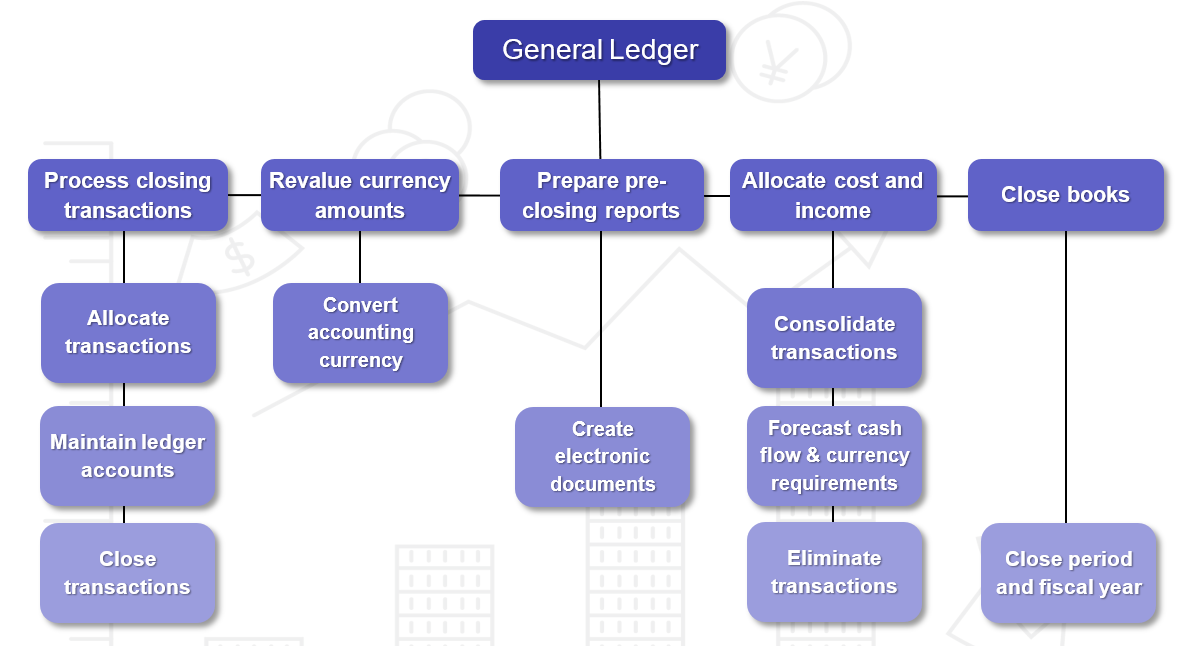 General Ledger
Process closing
transactions
Revalue currency
amounts
Prepare pre-
closing reports
Allocate cost and
income
Close books
Allocate
transactions
Convert
accounting
currency
Consolidate
transactions
Maintain ledger
accounts
Create
electronic
documents
Forecast cash
flow & currency
requirements
Close
transactions
Eliminate
transactions
Close period
and fiscal year